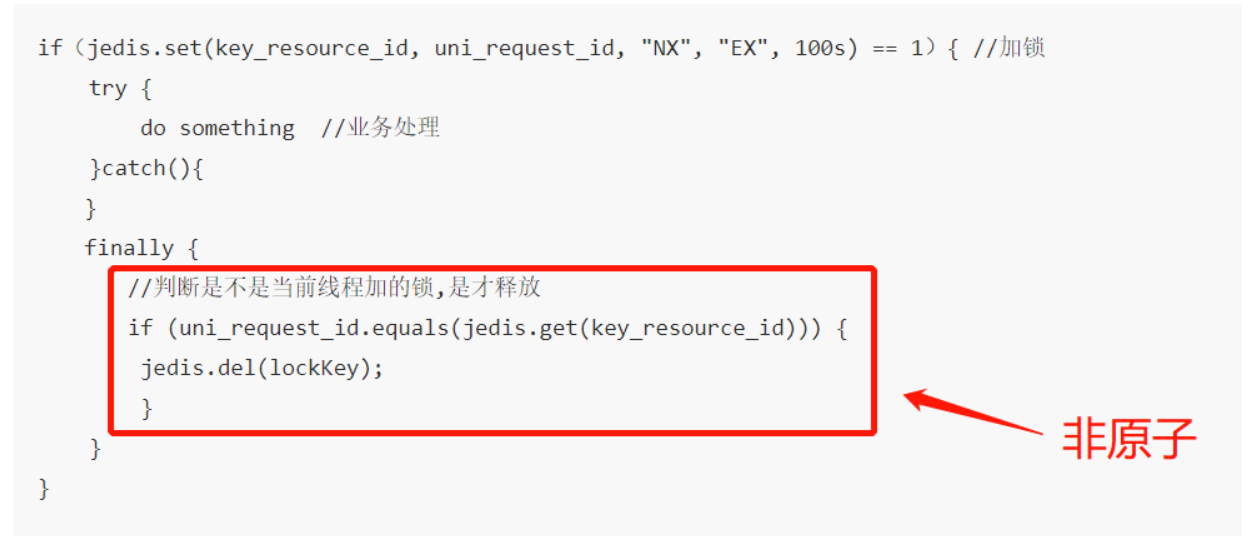 if（jedis.set(key_resource_id, uni_request_id, "NX", "EX", 100s) == 1）{ //加锁
try {
do something //业务处理
}catch(){
}
finally {
//判断是不是当前线程加的锁,是才释放
if (uni_request_id.equals(jedis.get(key_resource_id))) {
jedis.del(lockKey);
}
非原子
}
}